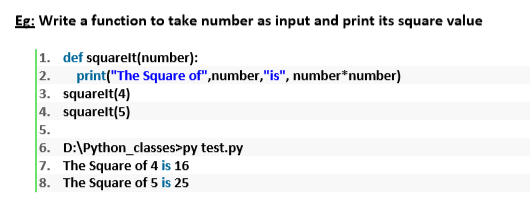 Eg: Write a function to take number as input and print its square value
1. def squareIt(number):
2. print("The Square of",number,"is", number*number)
3. squareIt(4)
4. squareIt(5)
5.
6. D:\Python_classes>py test.py
7. The Square of 4 is 16
8. The Square of 5 is 25